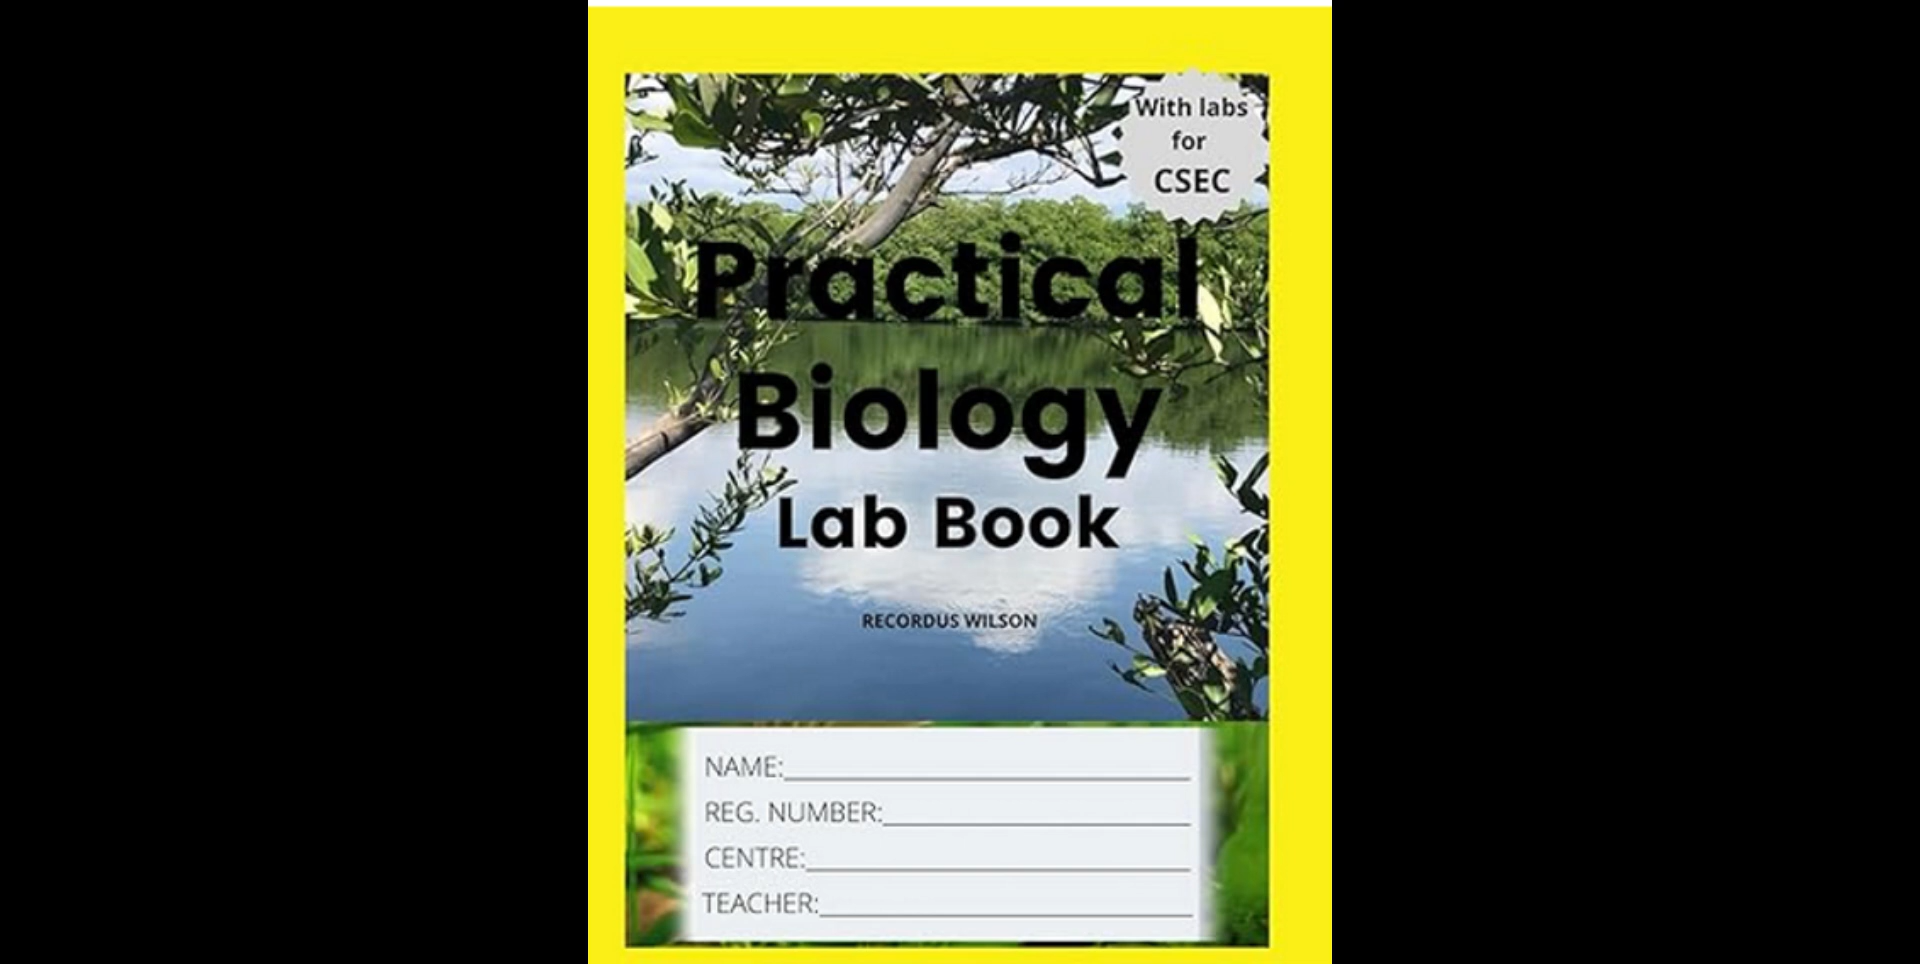 With labs
for
CSEC
Practical
Biology
Lab Book
RECORDUS WILSON
NAME:
REG. NUMBER:
CENTRE:
TEACHER: